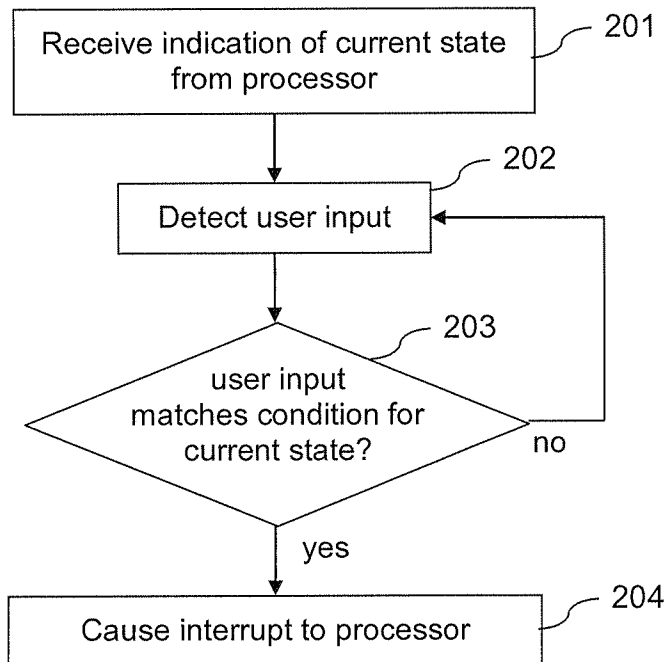 Receive indication of current state
from processor
201
202
Detect user input
203
user input
matches condition for
current state?
no
yes
204
Cause interrupt to processor